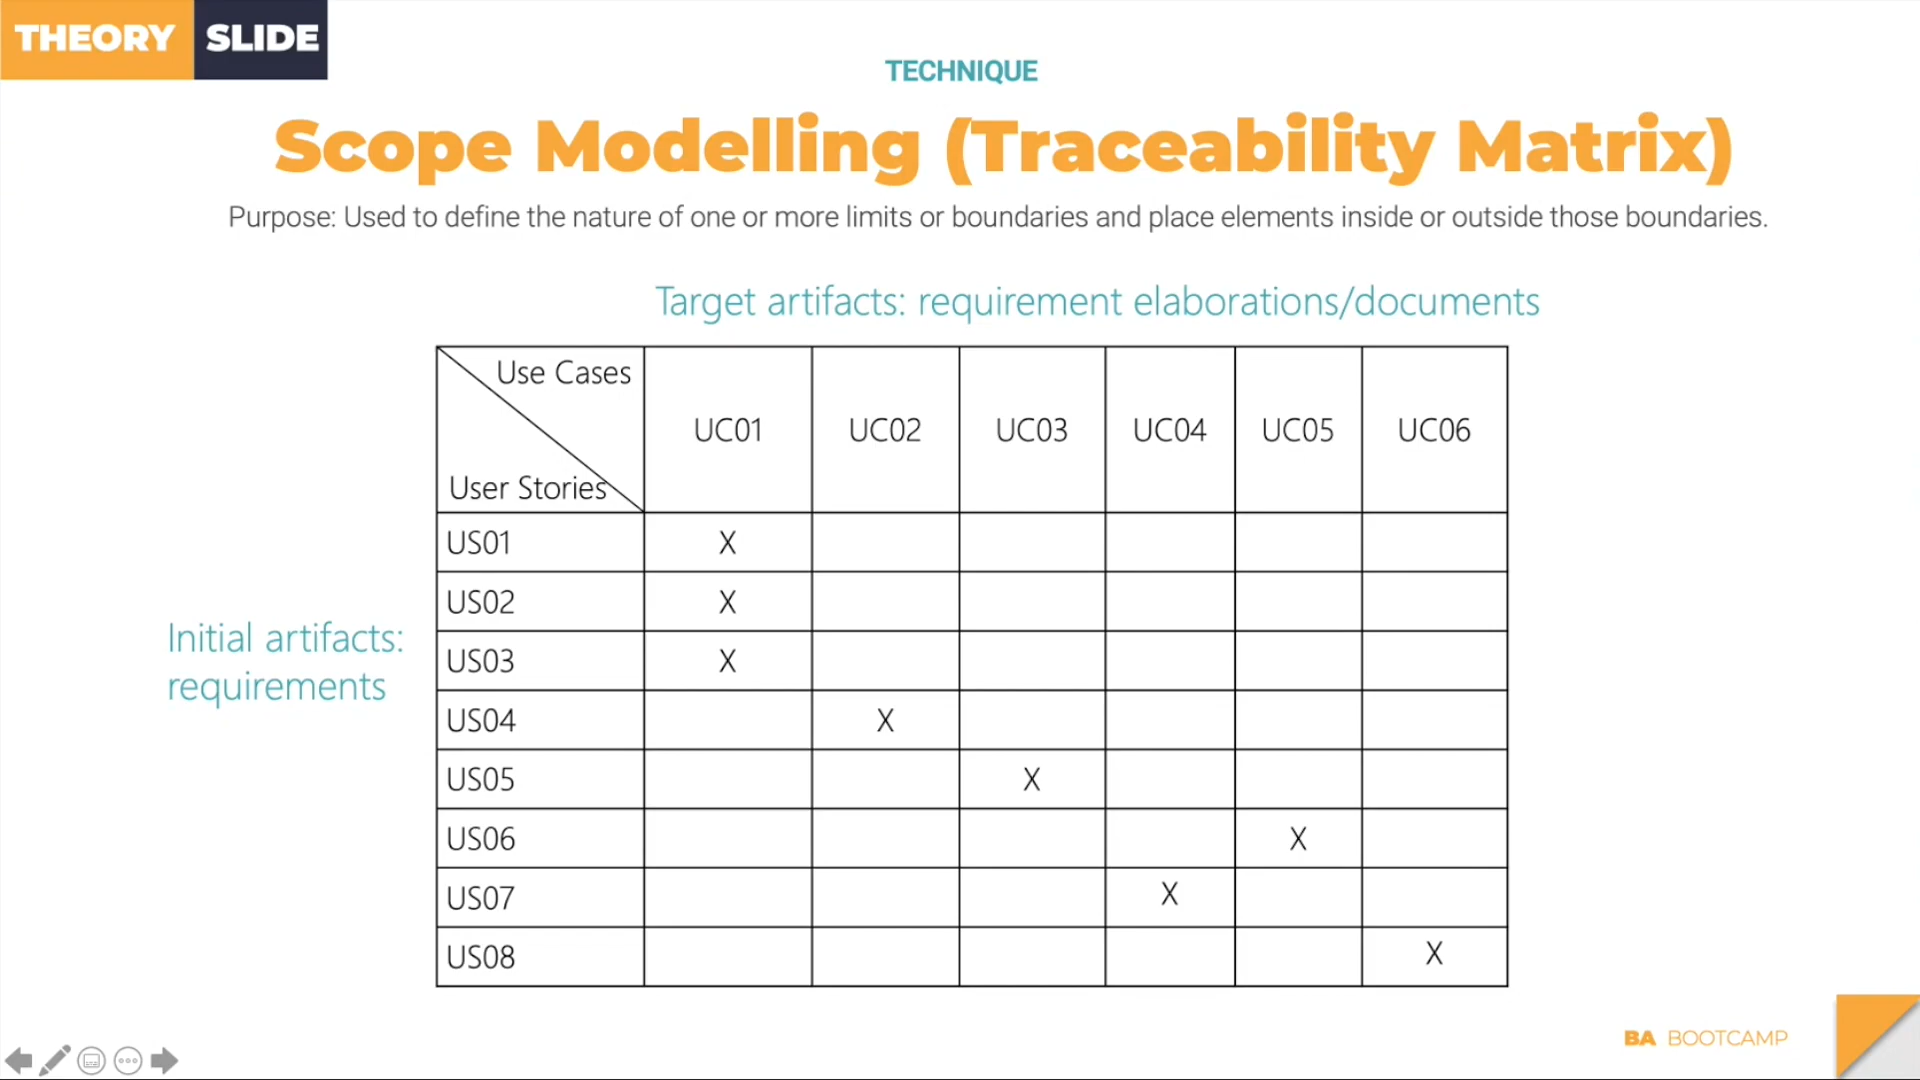 THEORY SLIDE
TECHNIQUE
Scope Modelling (Traceability Matrix)
Purpose: Used to define the nature of one or more limits or boundaries and place elements inside or outside those boundaries.
Target artifacts: requirement elaborations/documents
Use Cases
User Stories
UC01 UC02 UC03 UC04 UC05 UC06
US01 X
US02 X
US03 X
US04 X
US05 X
US06 X
US07 X
US08 X
Initial artifacts:
requirements
BA BOOTCAMP